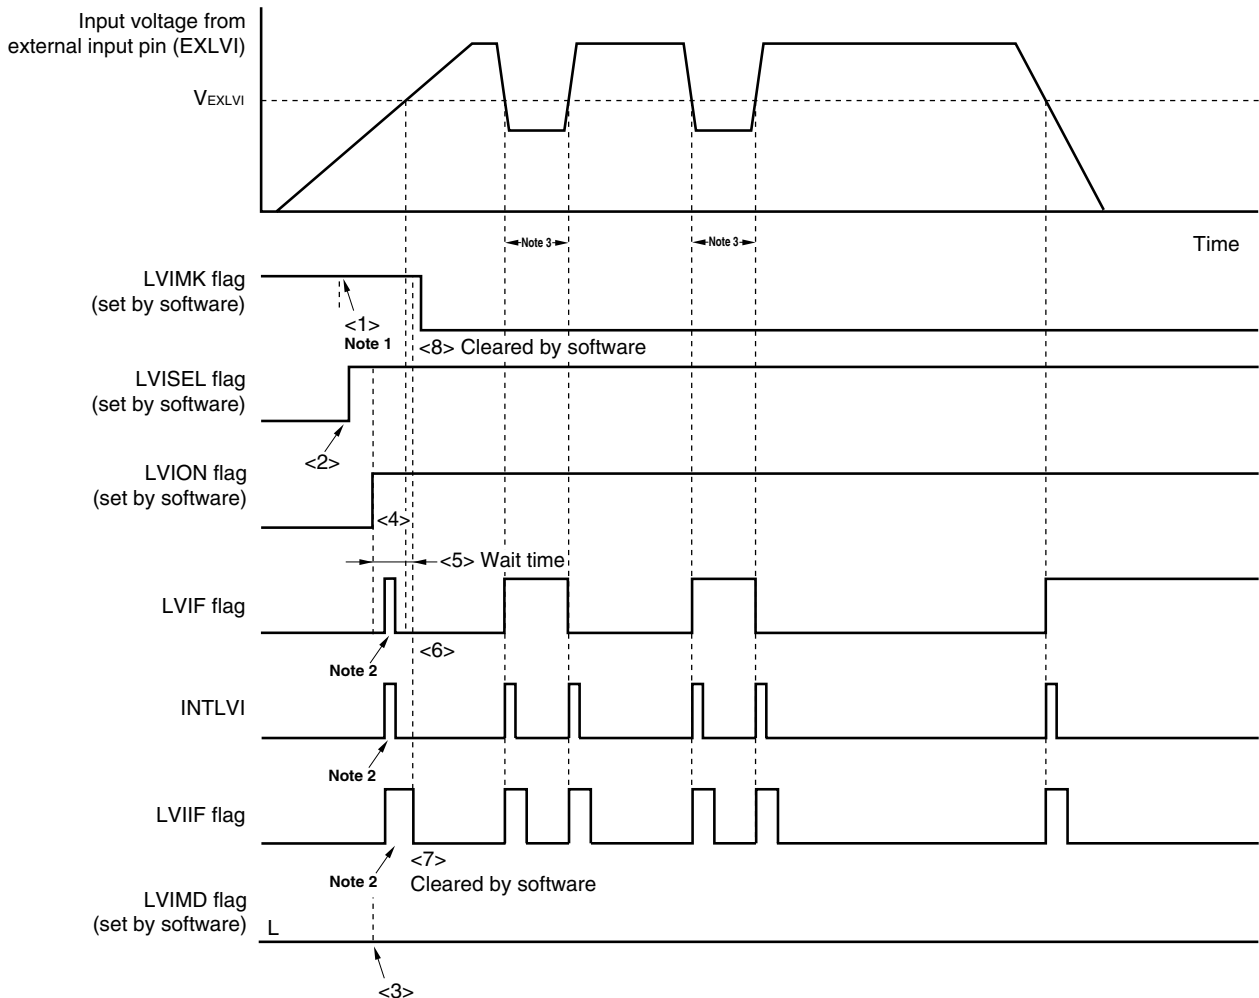 Input voltage from
external input pin (EXLVI)
VEXLVI
Note 3
Note 3
Time
LVIMK flag
(set by software)
<1>
Note 1
<8> Cleared by software
LVISEL flag
(set by software)
<2>
LVION flag
(set by software)
<4>
<5> Wait time
LVIF flag
Note 2
<6>
INTLVI
Note 2
LVIIF flag
Note 2
<7>
Cleared by software
LVIMD flag
(set by software)
L
<3>